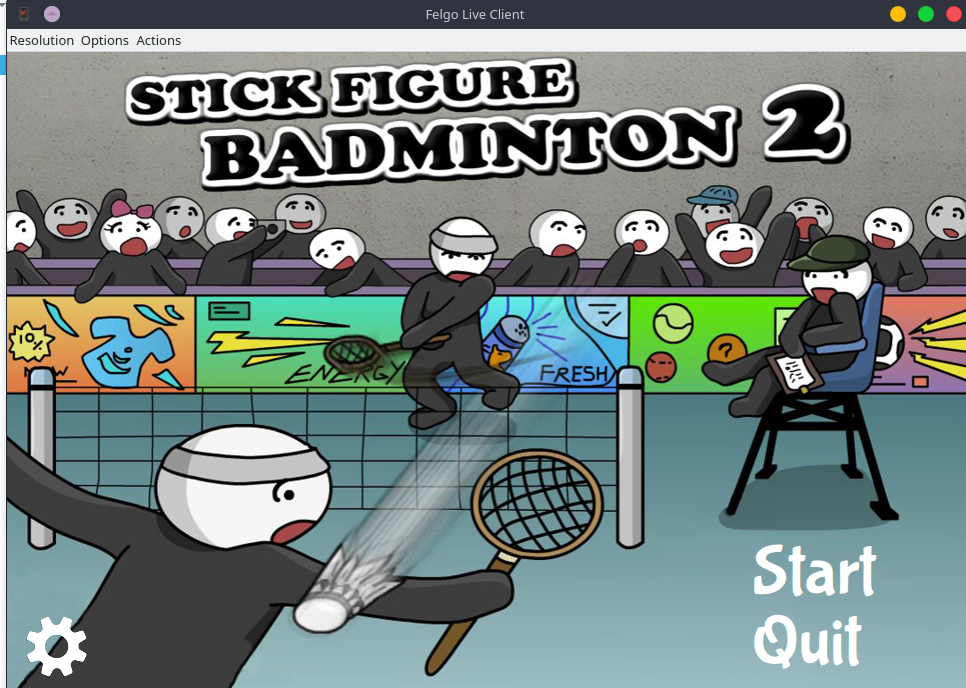 Felgo Live Client
Resolution Options Actions
STICK FIGURE
BADMINTON 2
10%
ENERGY
FRESH
?
Start
Quit